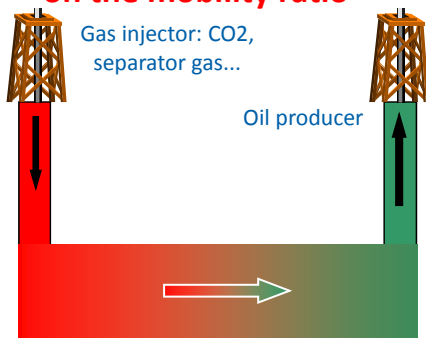 on the mobility ratio
Gas injector: CO2,
separator gas...
Oil producer